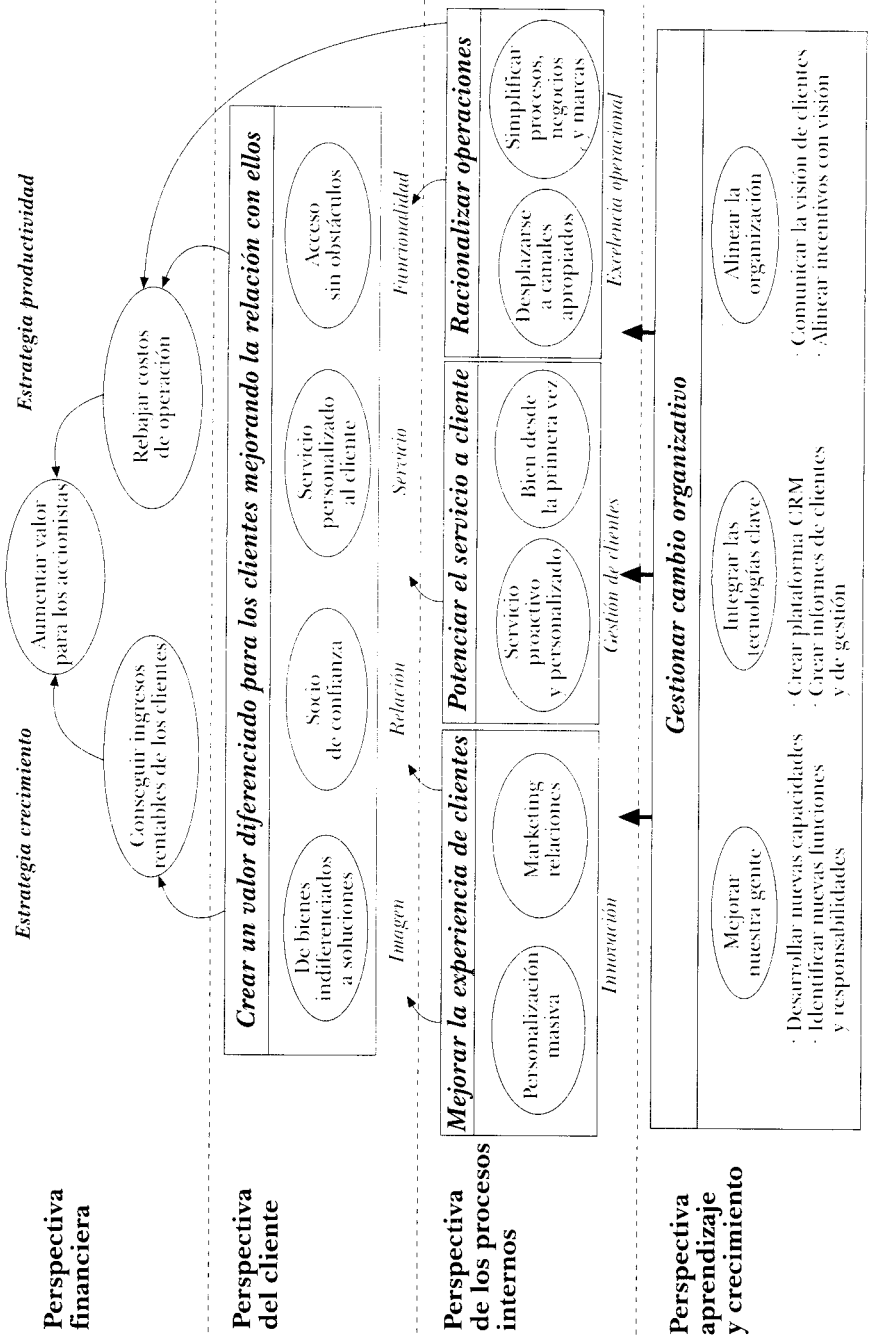 Estrategia crecimiento
Estrategia productividad
Perspectiva
financiera
Aumentar valor
para los accionistas
Conseguir ingresos
rentables de los clientes
Rebajar costos
de operación
Perspectiva
del cliente
Crear un valor diferenciado para los clientes mejorando la relación con ellos
De bienes
indiferenciados
a soluciones
Socio
de confianza
Servicio
personalizado
al cliente
Acceso
sin obstáculos
Imagen
Relación
Servicio
Funcionalidad
Perspectiva
de los procesos
internos
Mejorar la experiencia de clientes
Personalización
masiva
Marketing
relaciones
Innovación
Potenciar el servicio a cliente
Servicio
proactivo
y personalizado
Bien desde
la primera vez
Gestión de clientes
Racionalizar operaciones
Desplazarse
a canales
apropiados
Simplificar
procesos,
negocios
y marcas
Excelencia operacional
Perspectiva
aprendizaje
y crecimiento
Gestionar cambio organizativo
Mejorar
nuestra gente
· Desarrollar nuevas capacidades
· Identificar nuevas funciones
y responsabilidades
Integrar las
tecnologías clave
· Crear plataforma CRM
· Crear informes de clientes
y de gestión
Alinear la
organización
· Comunicar la visión de clientes
· Alinear incentivos con visión